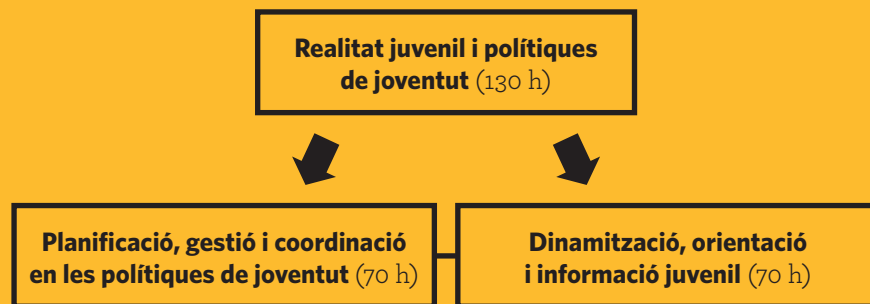 Realitat juvenil i polítiques
de joventut (130 h)
Planificació, gestió i coordinació
en les polítiques de joventut (70 h)
Dinamització, orientació
i informació juvenil (70 h)